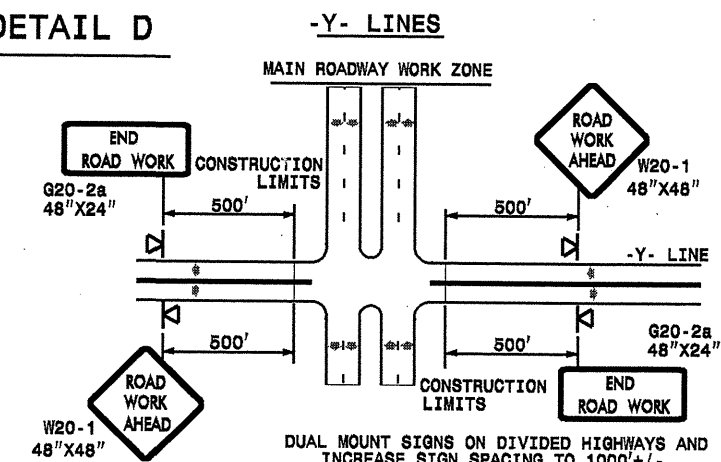 DETAIL D
-Y- LINES
MAIN ROADWAY WORK ZONE
END
ROAD WORK
G20-2a
48"X24"
CONSTRUCTION
LIMITS
500'
ROAD
WORK
AHEAD
W20-1
48"X48"
500'
-Y- LINE
500'
500'
ROAD
WORK
AHEAD
W20-1
48"X48"
CONSTRUCTION
LIMITS
G20-2a
48"X24"
END
ROAD WORK
DUAL MOUNT SIGNS ON DIVIDED HIGHWAYS AND
INCREASE SIGN SPACING TO 1000'+/-